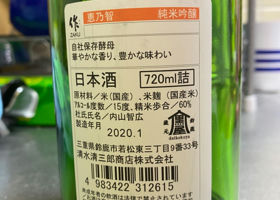 作 恵乃智 純米吟醸
ZAKU
自社保存酵母
華やかな香り、豊かな味わい
日本酒 720ml詰
原材料/米(国産)、米麹(国産米)
アルコール度数/15度、精米歩合/60%
杜氏氏名/内山智広
製造年月 2020.1
蔵元
三重県鈴鹿市若松東三丁目9番33号
清水清三郎商店株式会社
4 983422 312615